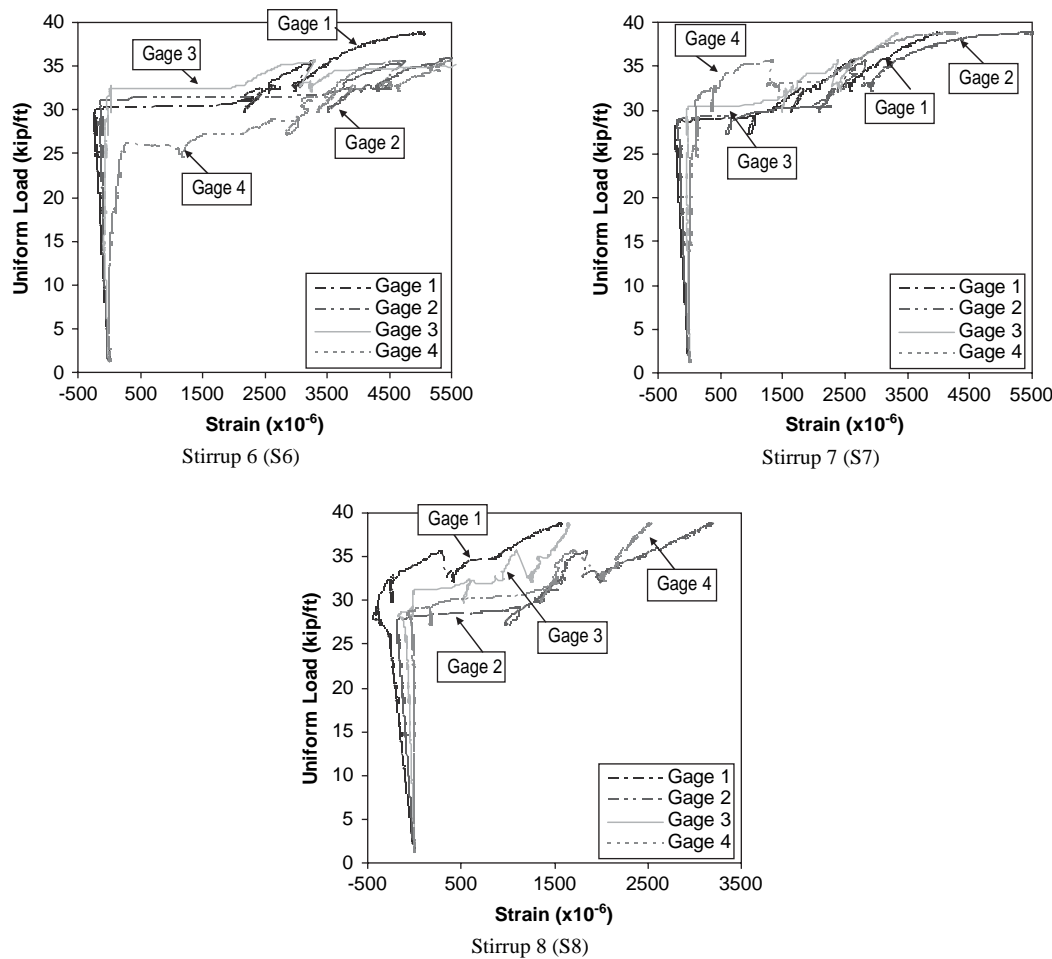 40
35
30
25
20
15
10
5
0
Uniform Load (kip/ft)
Gage 1
Gage 3
Gage 2
Gage 4
Gage 1
Gage 2
Gage 3
Gage 4
-500 500 1500 2500 3500 4500 5500
Strain (x10-6)
Stirrup 6 (S6)
40
35
30
25
20
15
10
5
0
Uniform Load (kip/ft)
Gage 4
Gage 2
Gage 1
Gage 3
Gage 1
Gage 2
Gage 3
Gage 4
-500 500 1500 2500 3500 4500 5500
Strain (x10-6)
Stirrup 7 (S7)
40
35
30
25
20
15
10
5
0
Uniform Load (kip/ft)
Gage 1
Gage 4
Gage 3
Gage 2
Gage 1
Gage 2
Gage 3
Gage 4
-500 500 1500 2500 3500
Strain (x10-6)
Stirrup 8 (S8)